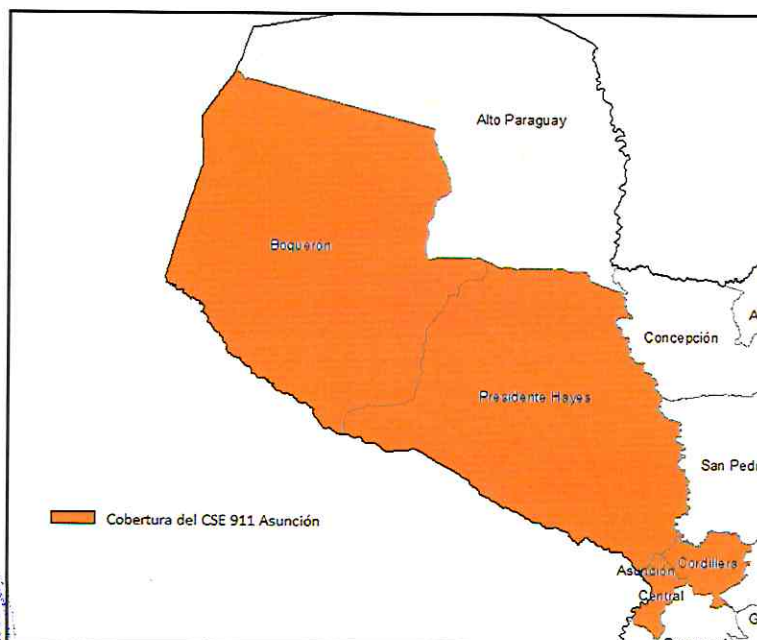 Alto Paraguay
Boquerón
Concepción
A
Presidente Hayes
San Pedr
Cobertura del CSE 911 Asunción
Asunción
Cordillera
Central
G